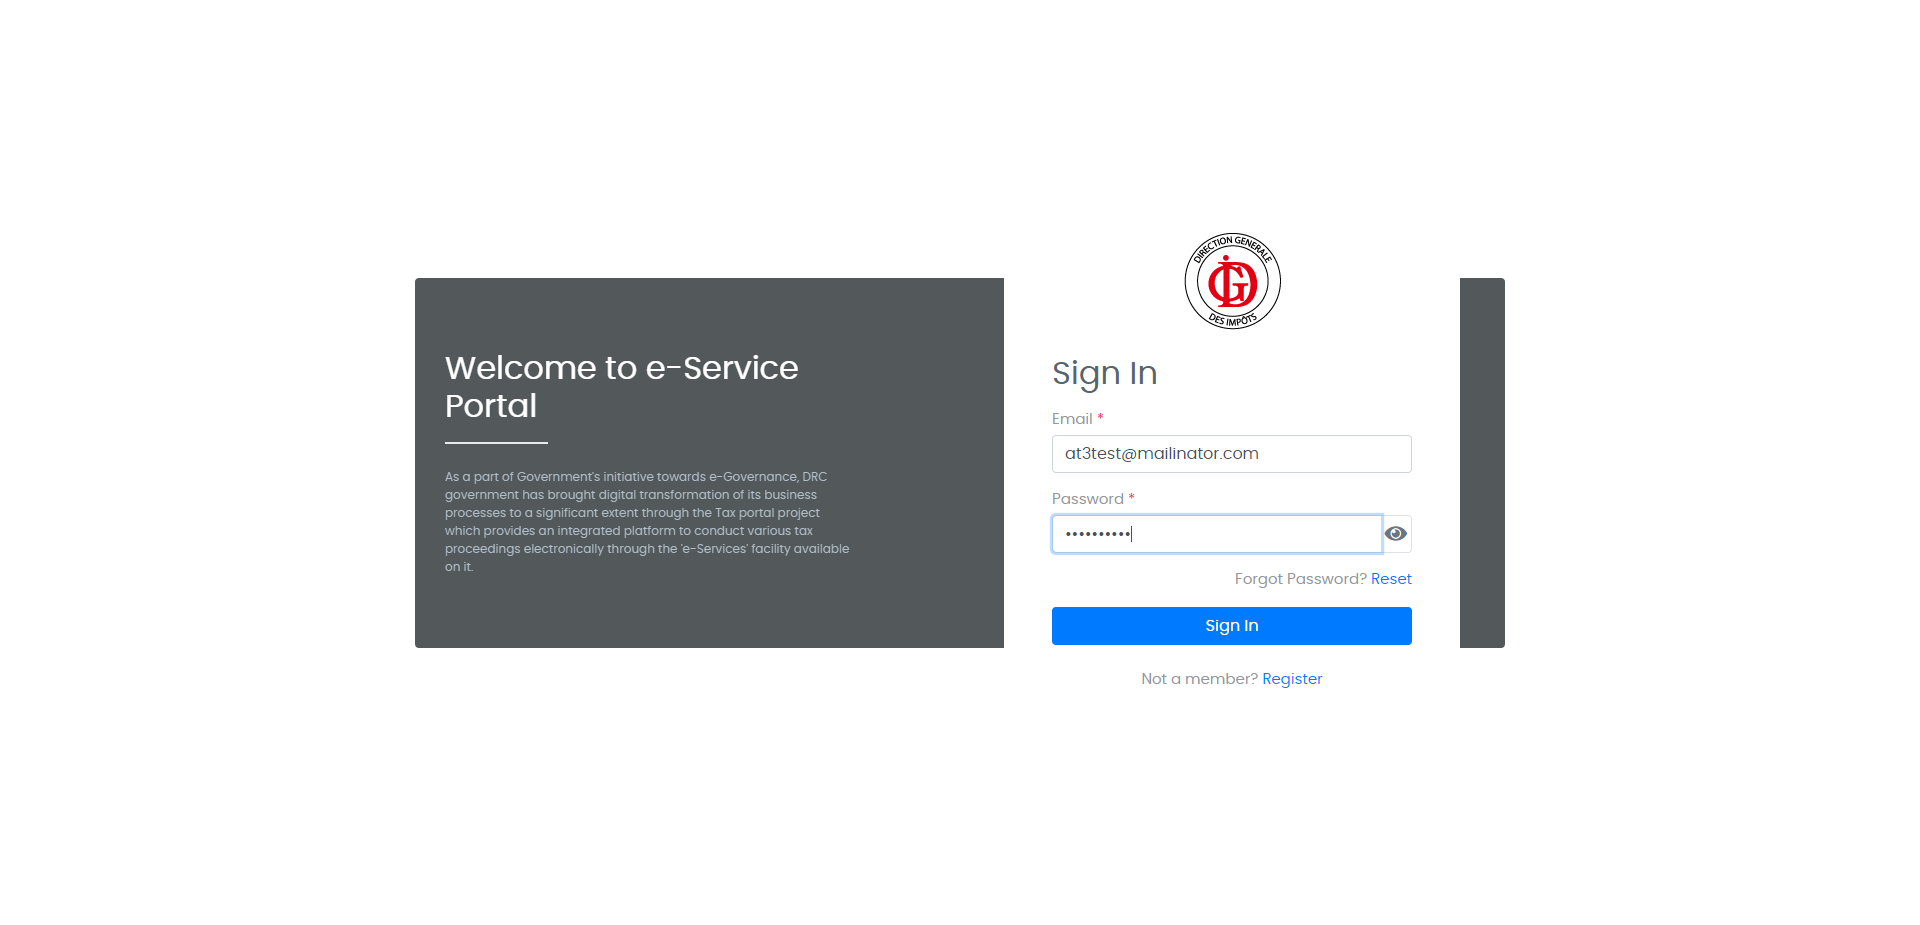 Welcome to e-Service
Portal
As a part of Government's initiative towards e-Governance, DRC
government has brought digital transformation of its business
processes to a significant extent through the Tax portal project
which provides an integrated platform to conduct various tax
proceedings electronically through the 'e-Services' facility available
on it.
DIRECTION GENERALE
DGI
DES IMPÔTS
Sign In
Email *
at3test@mailinator.com
Password *
••••••••••
Forgot Password? Reset
Sign In
Not a member? Register